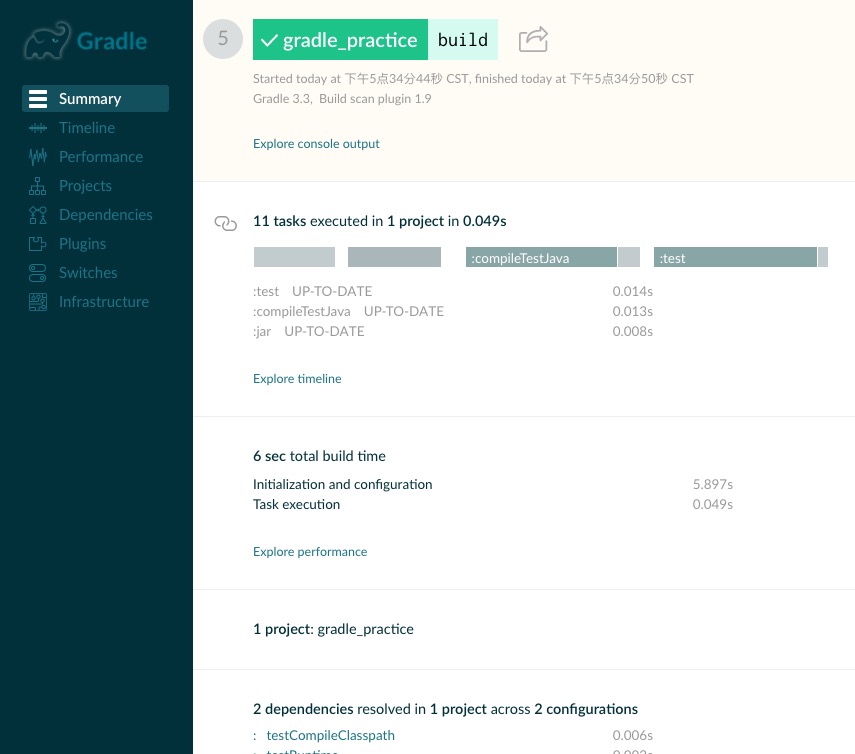 Gradle
Summary
Timeline
Performance
Projects
Dependencies
Plugins
Switches
Infrastructure
5 gradle_practice build
Started today at 下午5点34分44秒 CST, finished today at 下午5点34分50秒 CST
Gradle 3.3, Build scan plugin 1.9
Explore console output
11 tasks executed in 1 project in 0.049s
:compileTestJava :test
:test UP-TO-DATE 0.014s
:compileTestJava UP-TO-DATE 0.013s
:jar UP-TO-DATE 0.008s
Explore timeline
6 sec total build time
Initialization and configuration 5.897s
Task execution 0.049s
Explore performance
1 project: gradle_practice
2 dependencies resolved in 1 project across 2 configurations
: testCompileClasspath 0.006s
: testRuntime